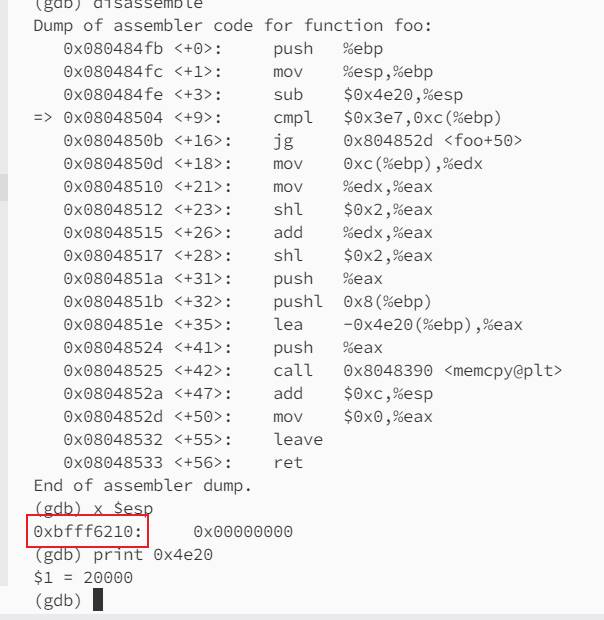 (gdb) disassemble
Dump of assembler code for function foo:
0x080484fb <+0>: push %ebp
0x080484fc <+1>: mov %esp,%ebp
0x080484fe <+3>: sub $0x4e20,%esp
=> 0x08048504 <+9>: cmpl $0x3e7,0xc(%ebp)
0x0804850b <+16>: jg 0x804852d <foo+50>
0x0804850d <+18>: mov 0xc(%ebp),%edx
0x08048510 <+21>: mov %edx,%eax
0x08048512 <+23>: shl $0x2,%eax
0x08048515 <+26>: add %edx,%eax
0x08048517 <+28>: shl $0x2,%eax
0x0804851a <+31>: push %eax
0x0804851b <+32>: pushl 0x8(%ebp)
0x0804851e <+35>: lea -0x4e20(%ebp),%eax
0x08048524 <+41>: push %eax
0x08048525 <+42>: call 0x8048390 <memcpy@plt>
0x0804852a <+47>: add $0xc,%esp
0x0804852d <+50>: mov $0x0,%eax
0x08048532 <+55>: leave
0x08048533 <+56>: ret
End of assembler dump.
(gdb) x $esp
0xbfff6210: 0x00000000
(gdb) print 0x4e20
$1 = 20000
(gdb)